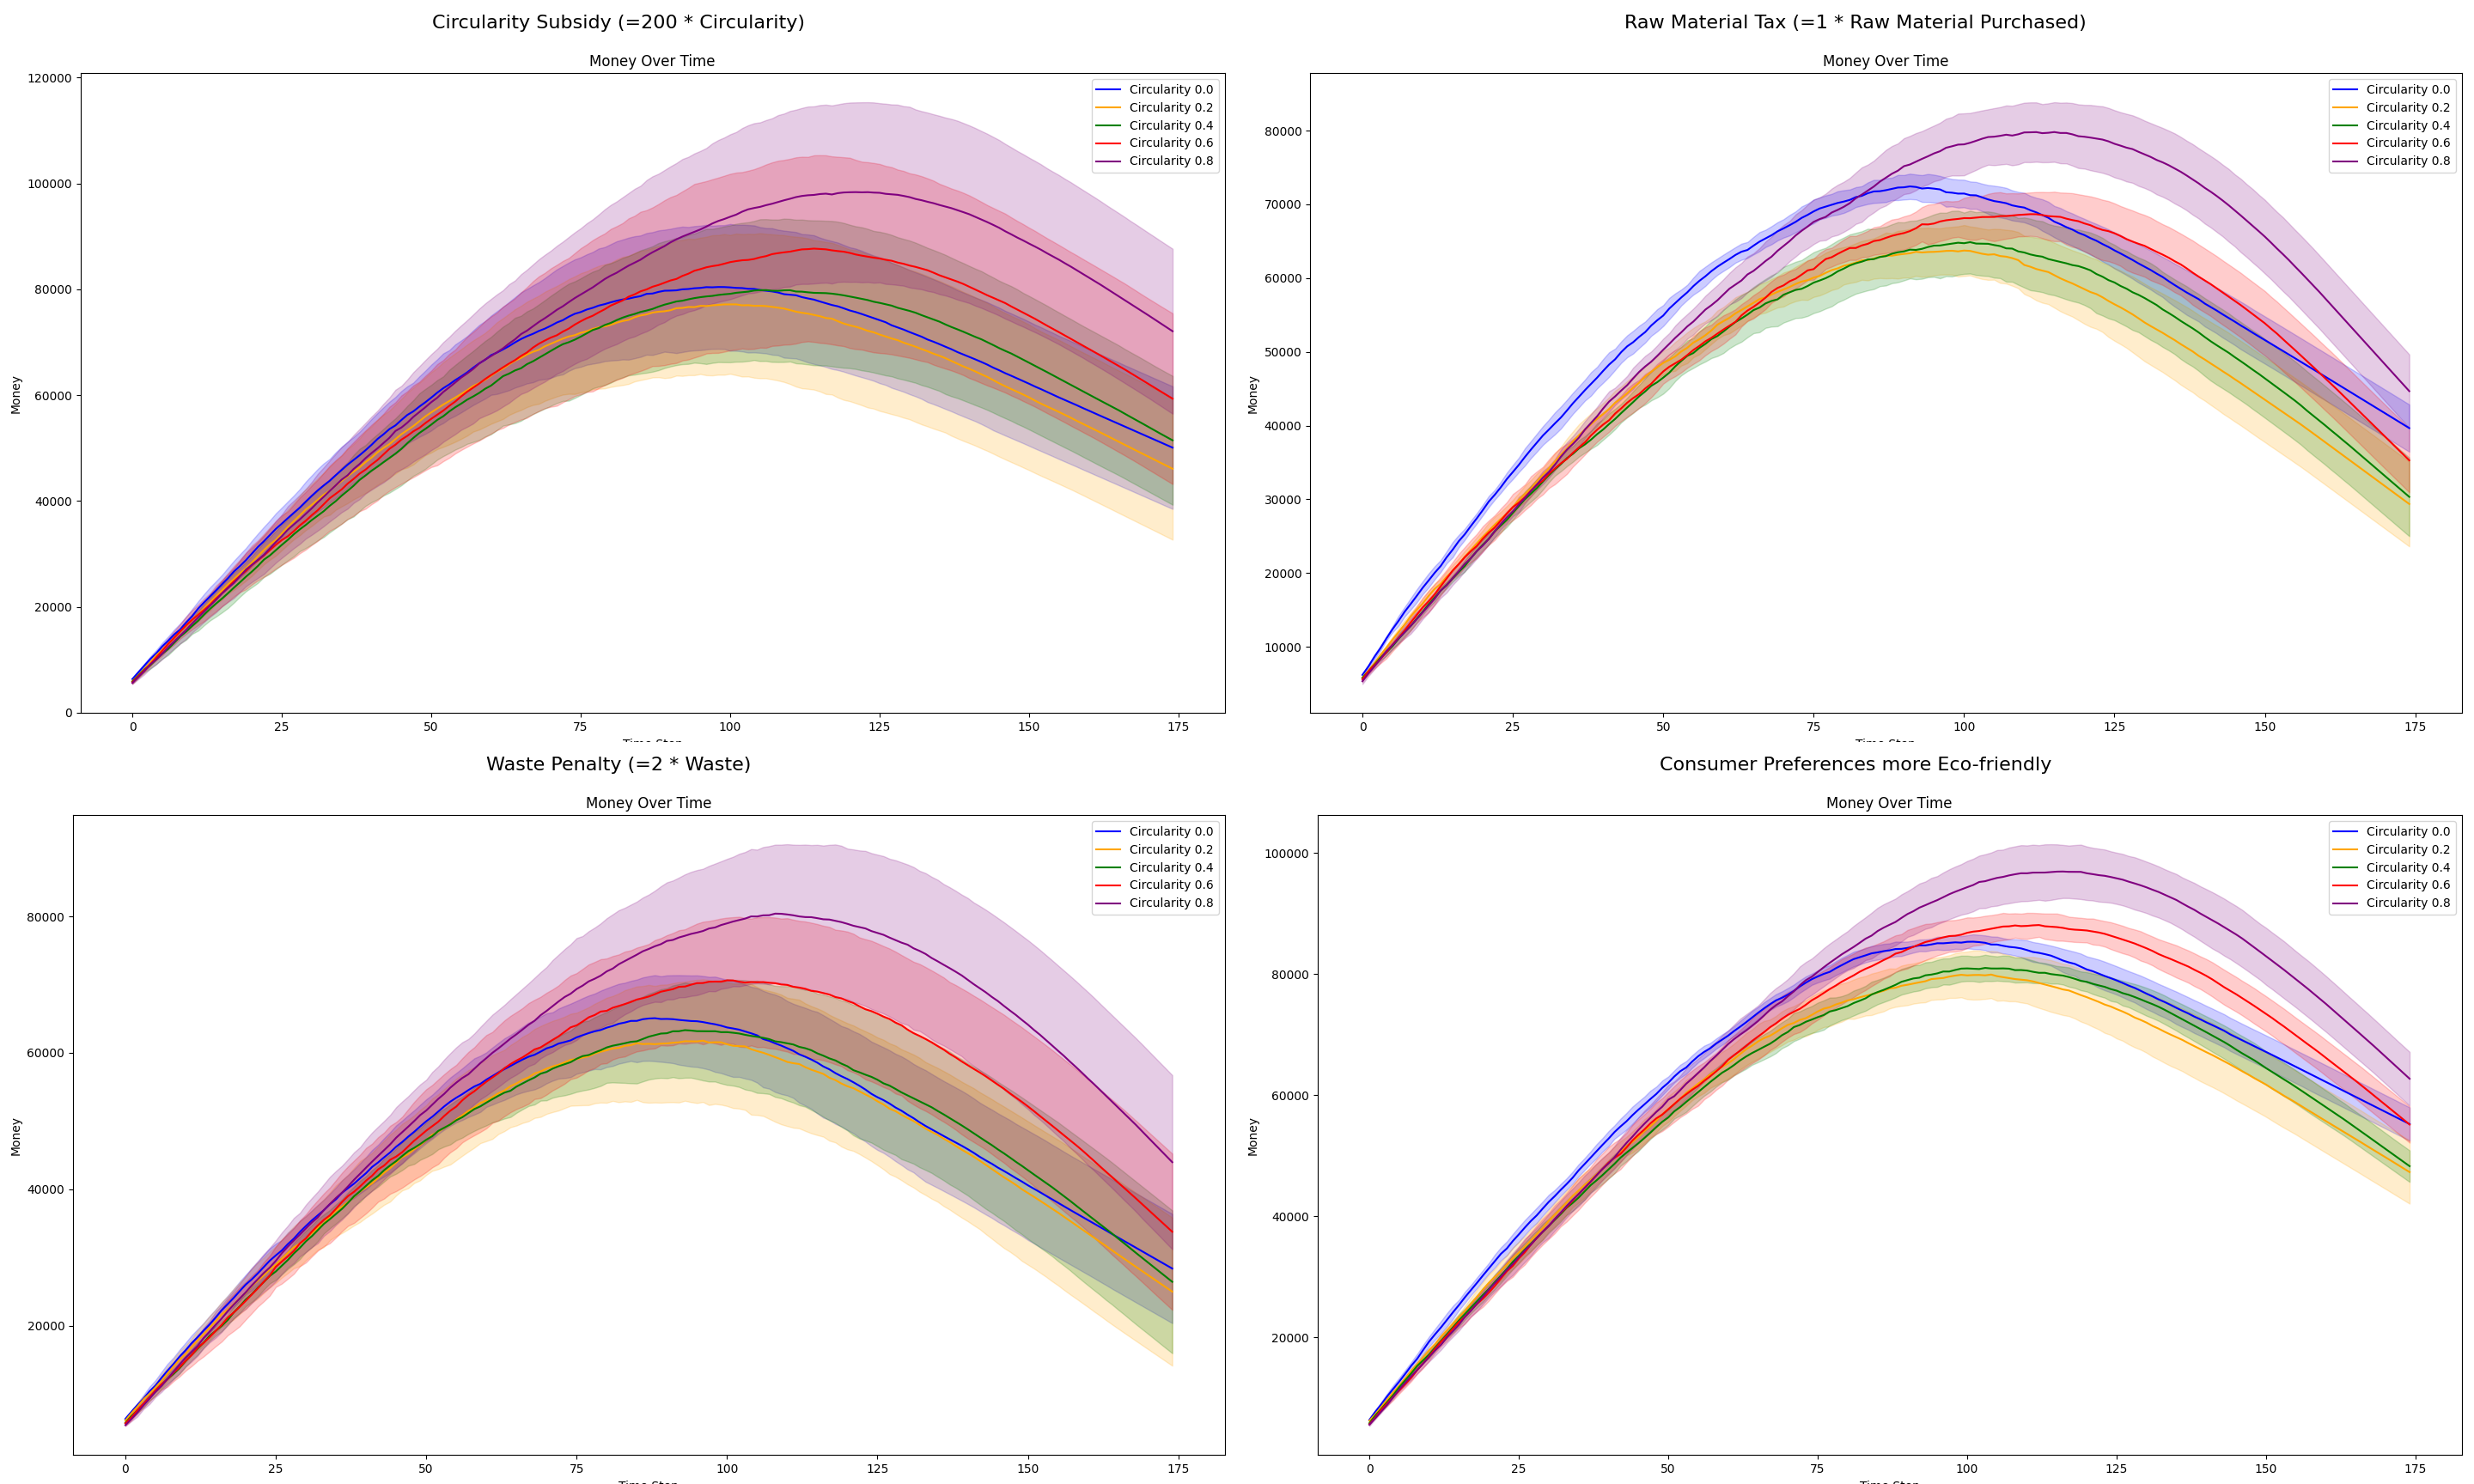 Circularity Subsidy (=200 * Circularity)
Money Over Time
120000
100000
80000
60000
40000
20000
0
Money
0 25 50 75 100 125 150 175
Circularity 0.0
Circularity 0.2
Circularity 0.4
Circularity 0.6
Circularity 0.8
Raw Material Tax (=1 * Raw Material Purchased)
Money Over Time
80000
70000
60000
50000
40000
30000
20000
10000
Money
0 25 50 75 100 125 150 175
Circularity 0.0
Circularity 0.2
Circularity 0.4
Circularity 0.6
Circularity 0.8
Waste Penalty (=2 * Waste)
Money Over Time
80000
60000
40000
20000
Money
0 25 50 75 100 125 150 175
Time Step
Circularity 0.0
Circularity 0.2
Circularity 0.4
Circularity 0.6
Circularity 0.8
Consumer Preferences more Eco-friendly
Money Over Time
100000
80000
60000
40000
20000
Money
0 25 50 75 100 125 150 175
Time Step
Circularity 0.0
Circularity 0.2
Circularity 0.4
Circularity 0.6
Circularity 0.8